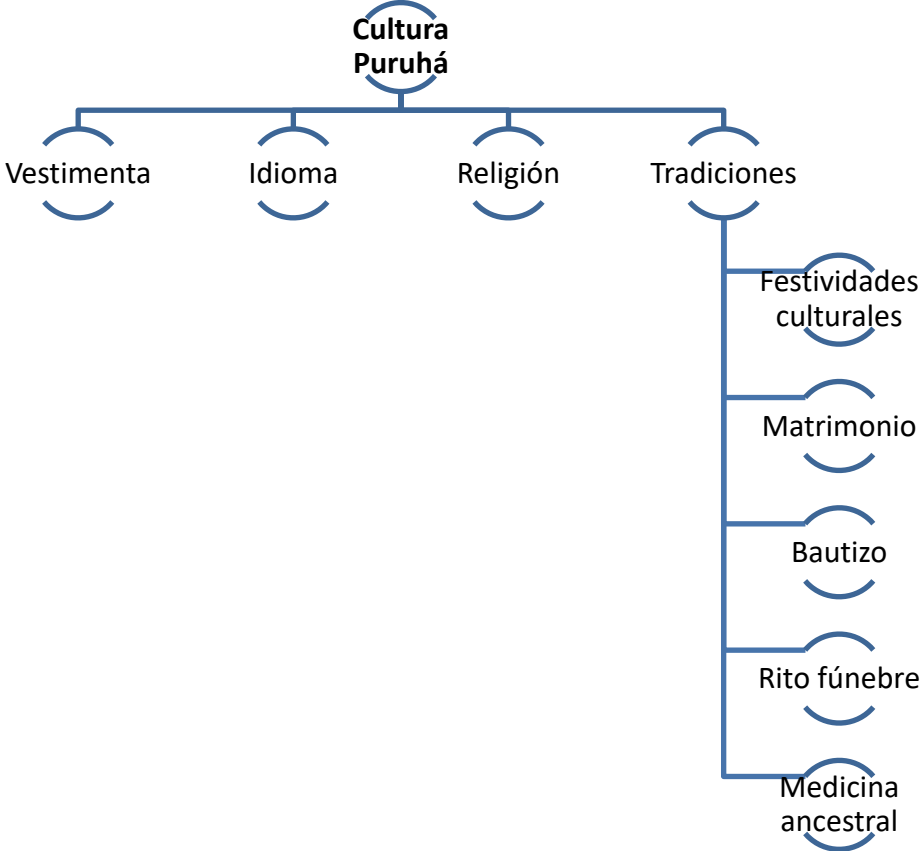 Cultura
Puruhá
Vestimenta
Idioma
Religión
Tradiciones
Festividades
culturales
Matrimonio
Bautizo
Rito fúnebre
Medicina
ancestral